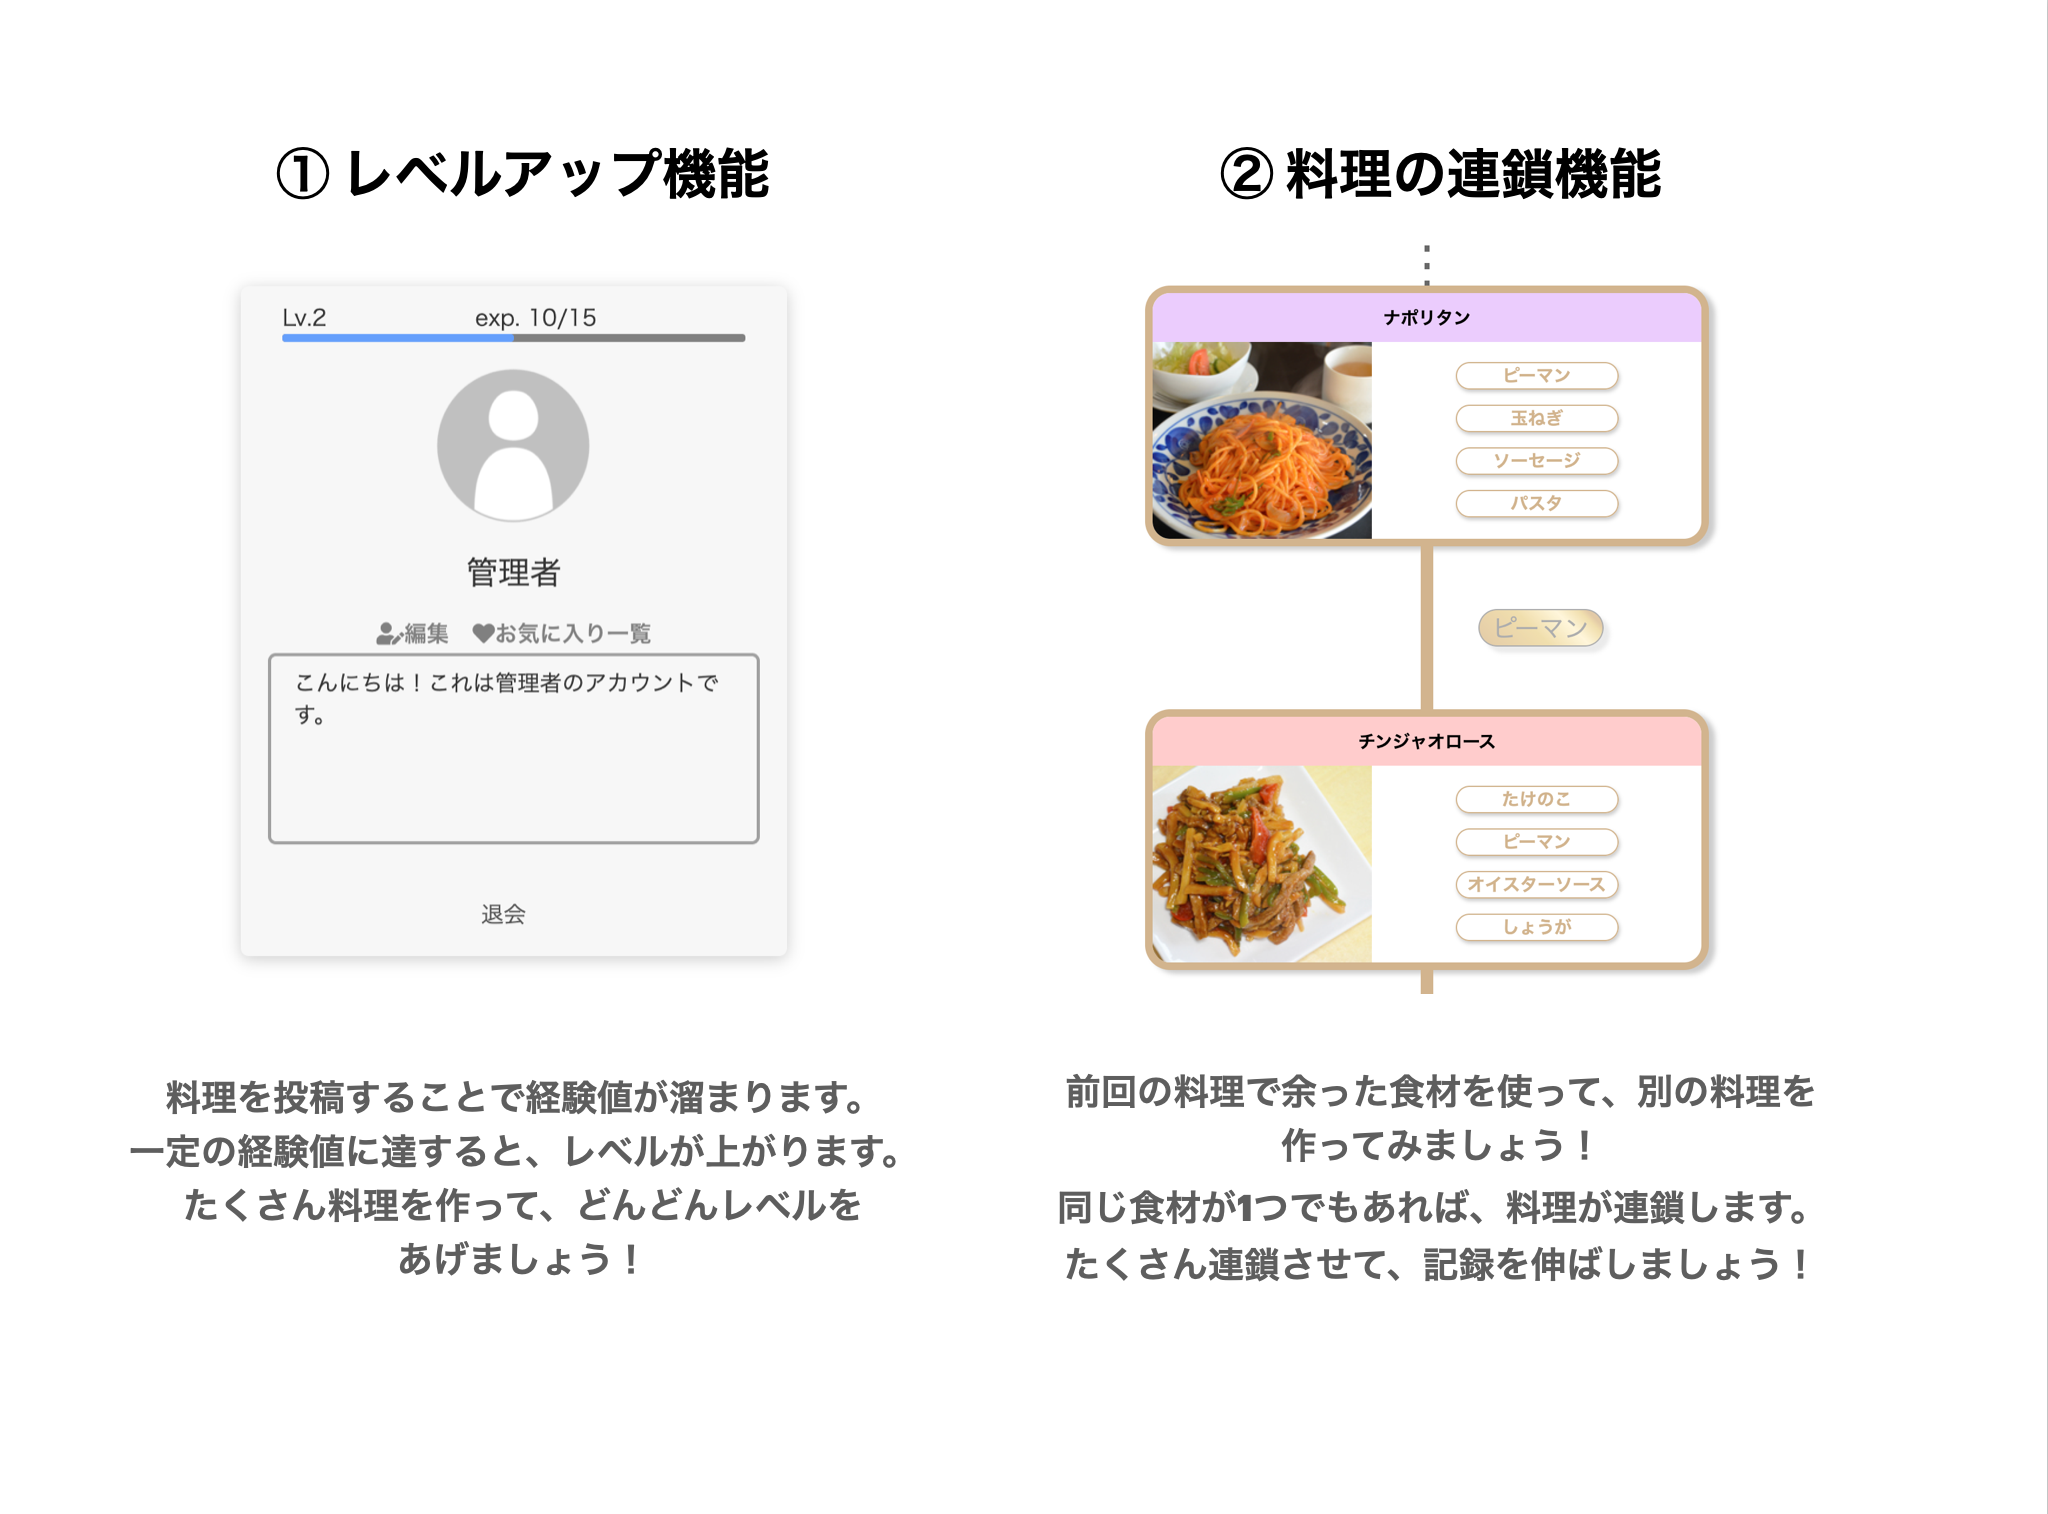 ① レベルアップ機能
Lv.2 exp. 10/15
管理者
編集 お気に入り一覧
こんにちは！これは管理者のアカウントで
す。
退会
料理を投稿することで経験値が溜まります。
一定の経験値に達すると、レベルが上がります。
たくさん料理を作って、どんどんレベルを
あげましょう！
② 料理の連鎖機能
ナポリタン
ピーマン
玉ねぎ
ソーセージ
パスタ
ピーマン
チンジャオロース
たけのこ
ピーマン
オイスターソース
しょうが
前回の料理で余った食材を使って、別の料理を
作ってみましょう！
同じ食材が1つでもあれば、料理が連鎖します。
たくさん連鎖させて、記録を伸ばしましょう！